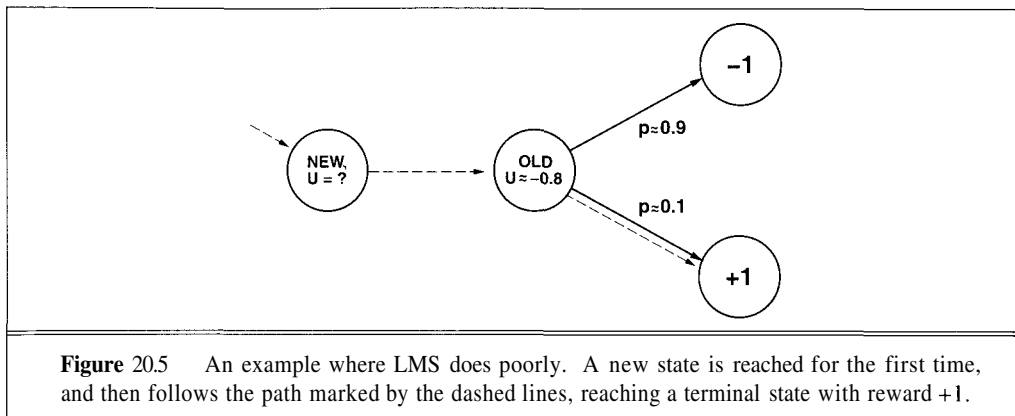 −1
p≈0.9
NEW,
U = ?
OLD
U ≈ −0.8
p≈0.1
+1
Figure 20.5 An example where LMS does poorly. A new state is reached for the first time,
and then follows the path marked by the dashed lines, reaching a terminal state with reward +1.